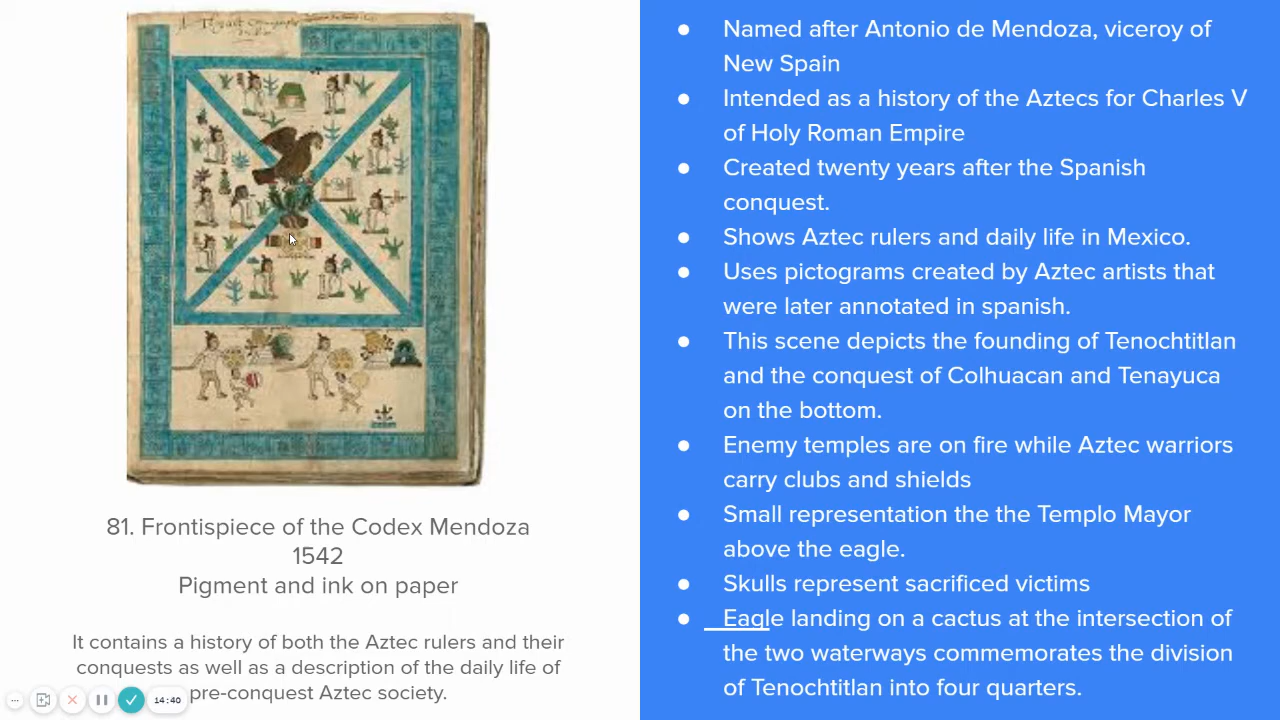 81. Frontispiece of the Codex Mendoza
1542
Pigment and ink on paper
It contains a history of both the Aztec rulers and their
conquests as well as a description of the daily life of
pre-conquest Aztec society.
14:40
● Named after Antonio de Mendoza, viceroy of
New Spain
● Intended as a history of the Aztecs for Charles V
of Holy Roman Empire
● Created twenty years after the Spanish
conquest.
● Shows Aztec rulers and daily life in Mexico.
● Uses pictograms created by Aztec artists that
were later annotated in spanish.
● This scene depicts the founding of Tenochtitlan
and the conquest of Colhuacan and Tenayuca
on the bottom.
● Enemy temples are on fire while Aztec warriors
carry clubs and shields
● Small representation the the Templo Mayor
above the eagle.
● Skulls represent sacrificed victims
● Eagle landing on a cactus at the intersection of
the two waterways commemorates the division
of Tenochtitlan into four quarters.